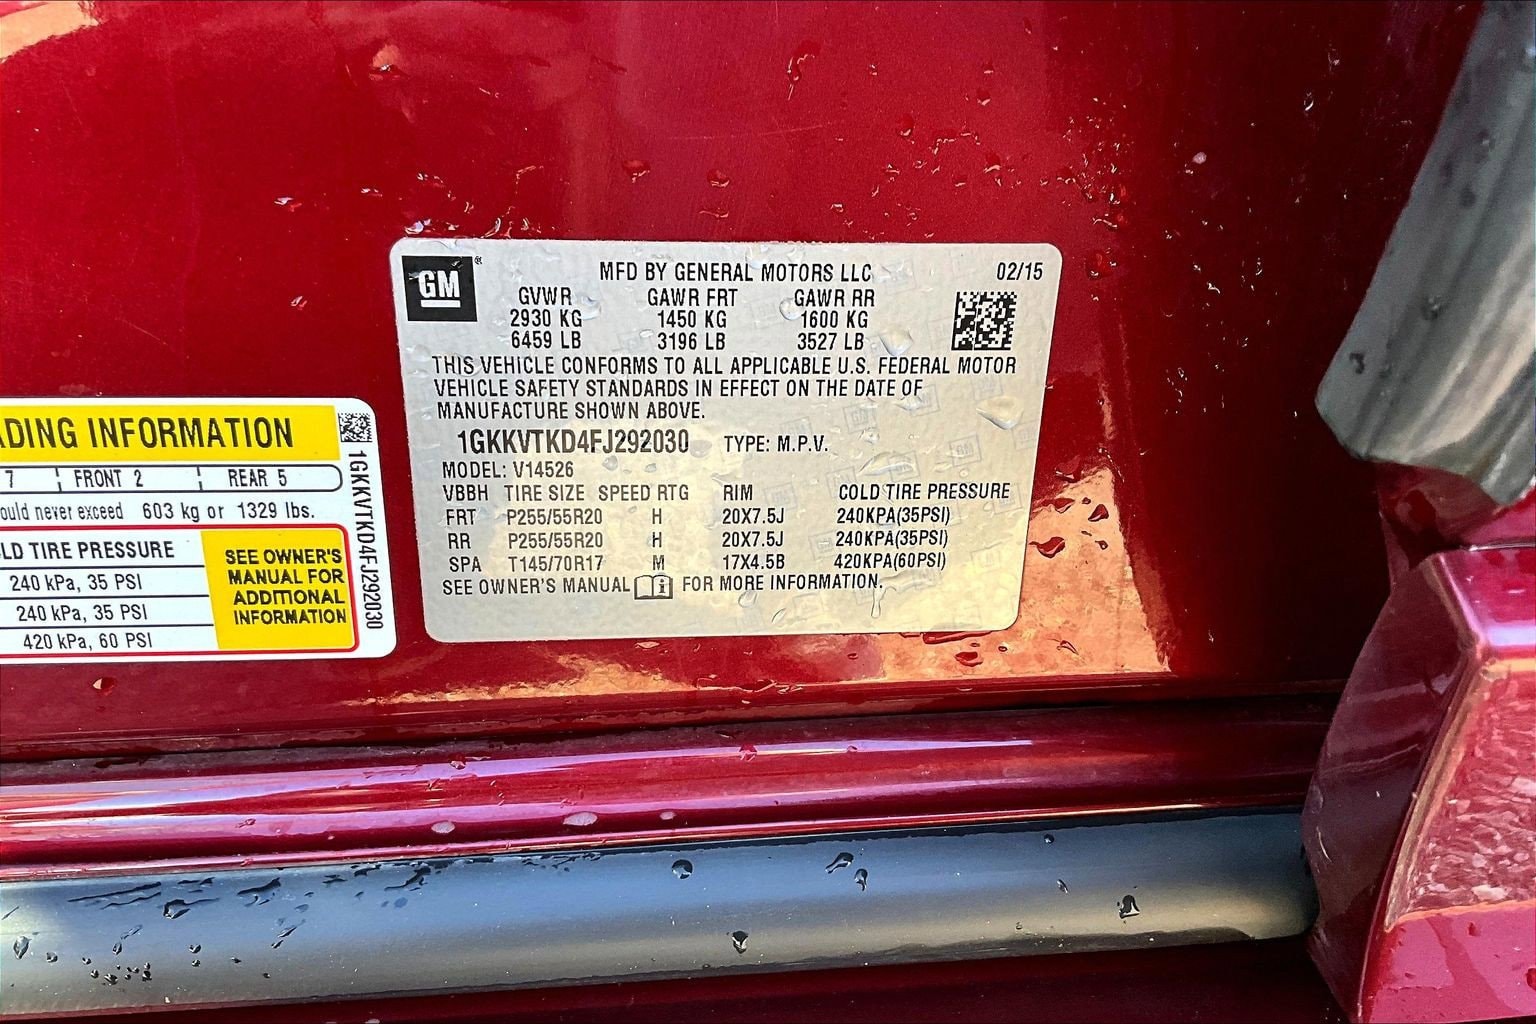 GM
MFD BY GENERAL MOTORS LLC 02/15
GVWR GAWR FRT GAWR RR
2930 KG 1450 KG 1600 KG
6459 LB 3196 LB 3527 LB
THIS VEHICLE CONFORMS TO ALL APPLICABLE U.S. FEDERAL MOTOR
VEHICLE SAFETY STANDARDS IN EFFECT ON THE DATE OF
MANUFACTURE SHOWN ABOVE.
1GKKVTKD4FJ292030 TYPE: M.P.V.
MODEL: V14526
VBBH TIRE SIZE SPEED RTG RIM COLD TIRE PRESSURE
FRT P255/55R20 H 20X7.5J 240KPA(35PSI)
RR P255/55R20 H 20X7.5J 240KPA(35PSI)
SPA T145/70R17 M 17X4.5B 420KPA(60PSI)
SEE OWNER'S MANUAL FOR MORE INFORMATION.
ADING INFORMATION
7 FRONT 2 REAR 5
ould never exceed 603 kg or 1329 lbs.
LD TIRE PRESSURE
240 kPa, 35 PSI
240 kPa, 35 PSI
420 kPa, 60 PSI
SEE OWNER'S
MANUAL FOR
ADDITIONAL
INFORMATION
1GKKVTKD4FJ292030